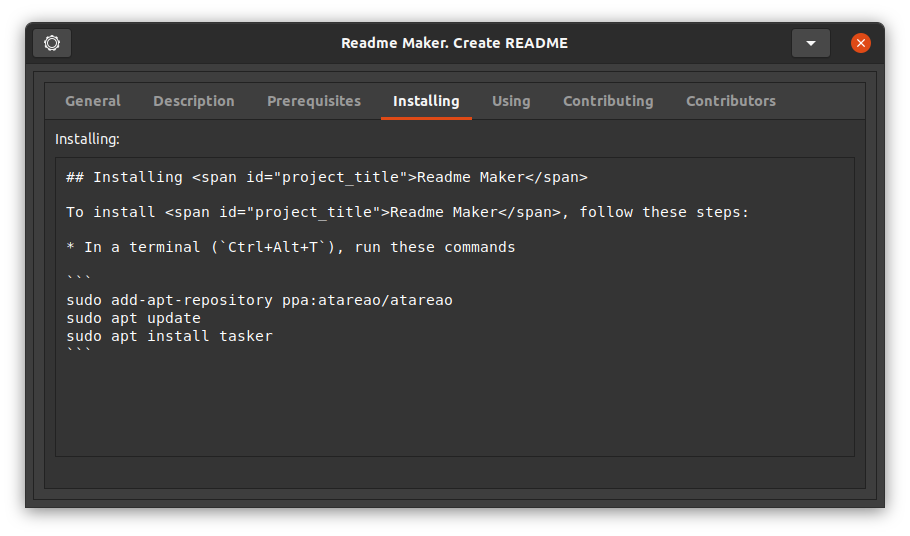 Readme Maker. Create README
General Description Prerequisites Installing Using Contributing Contributors
Installing:
## Installing <span id="project_title">Readme Maker</span>
To install <span id="project_title">Readme Maker</span>, follow these steps:
* In a terminal (`Ctrl+Alt+T`), run these commands
```
sudo add-apt-repository ppa:atareao/atareao
sudo apt update
sudo apt install tasker
```